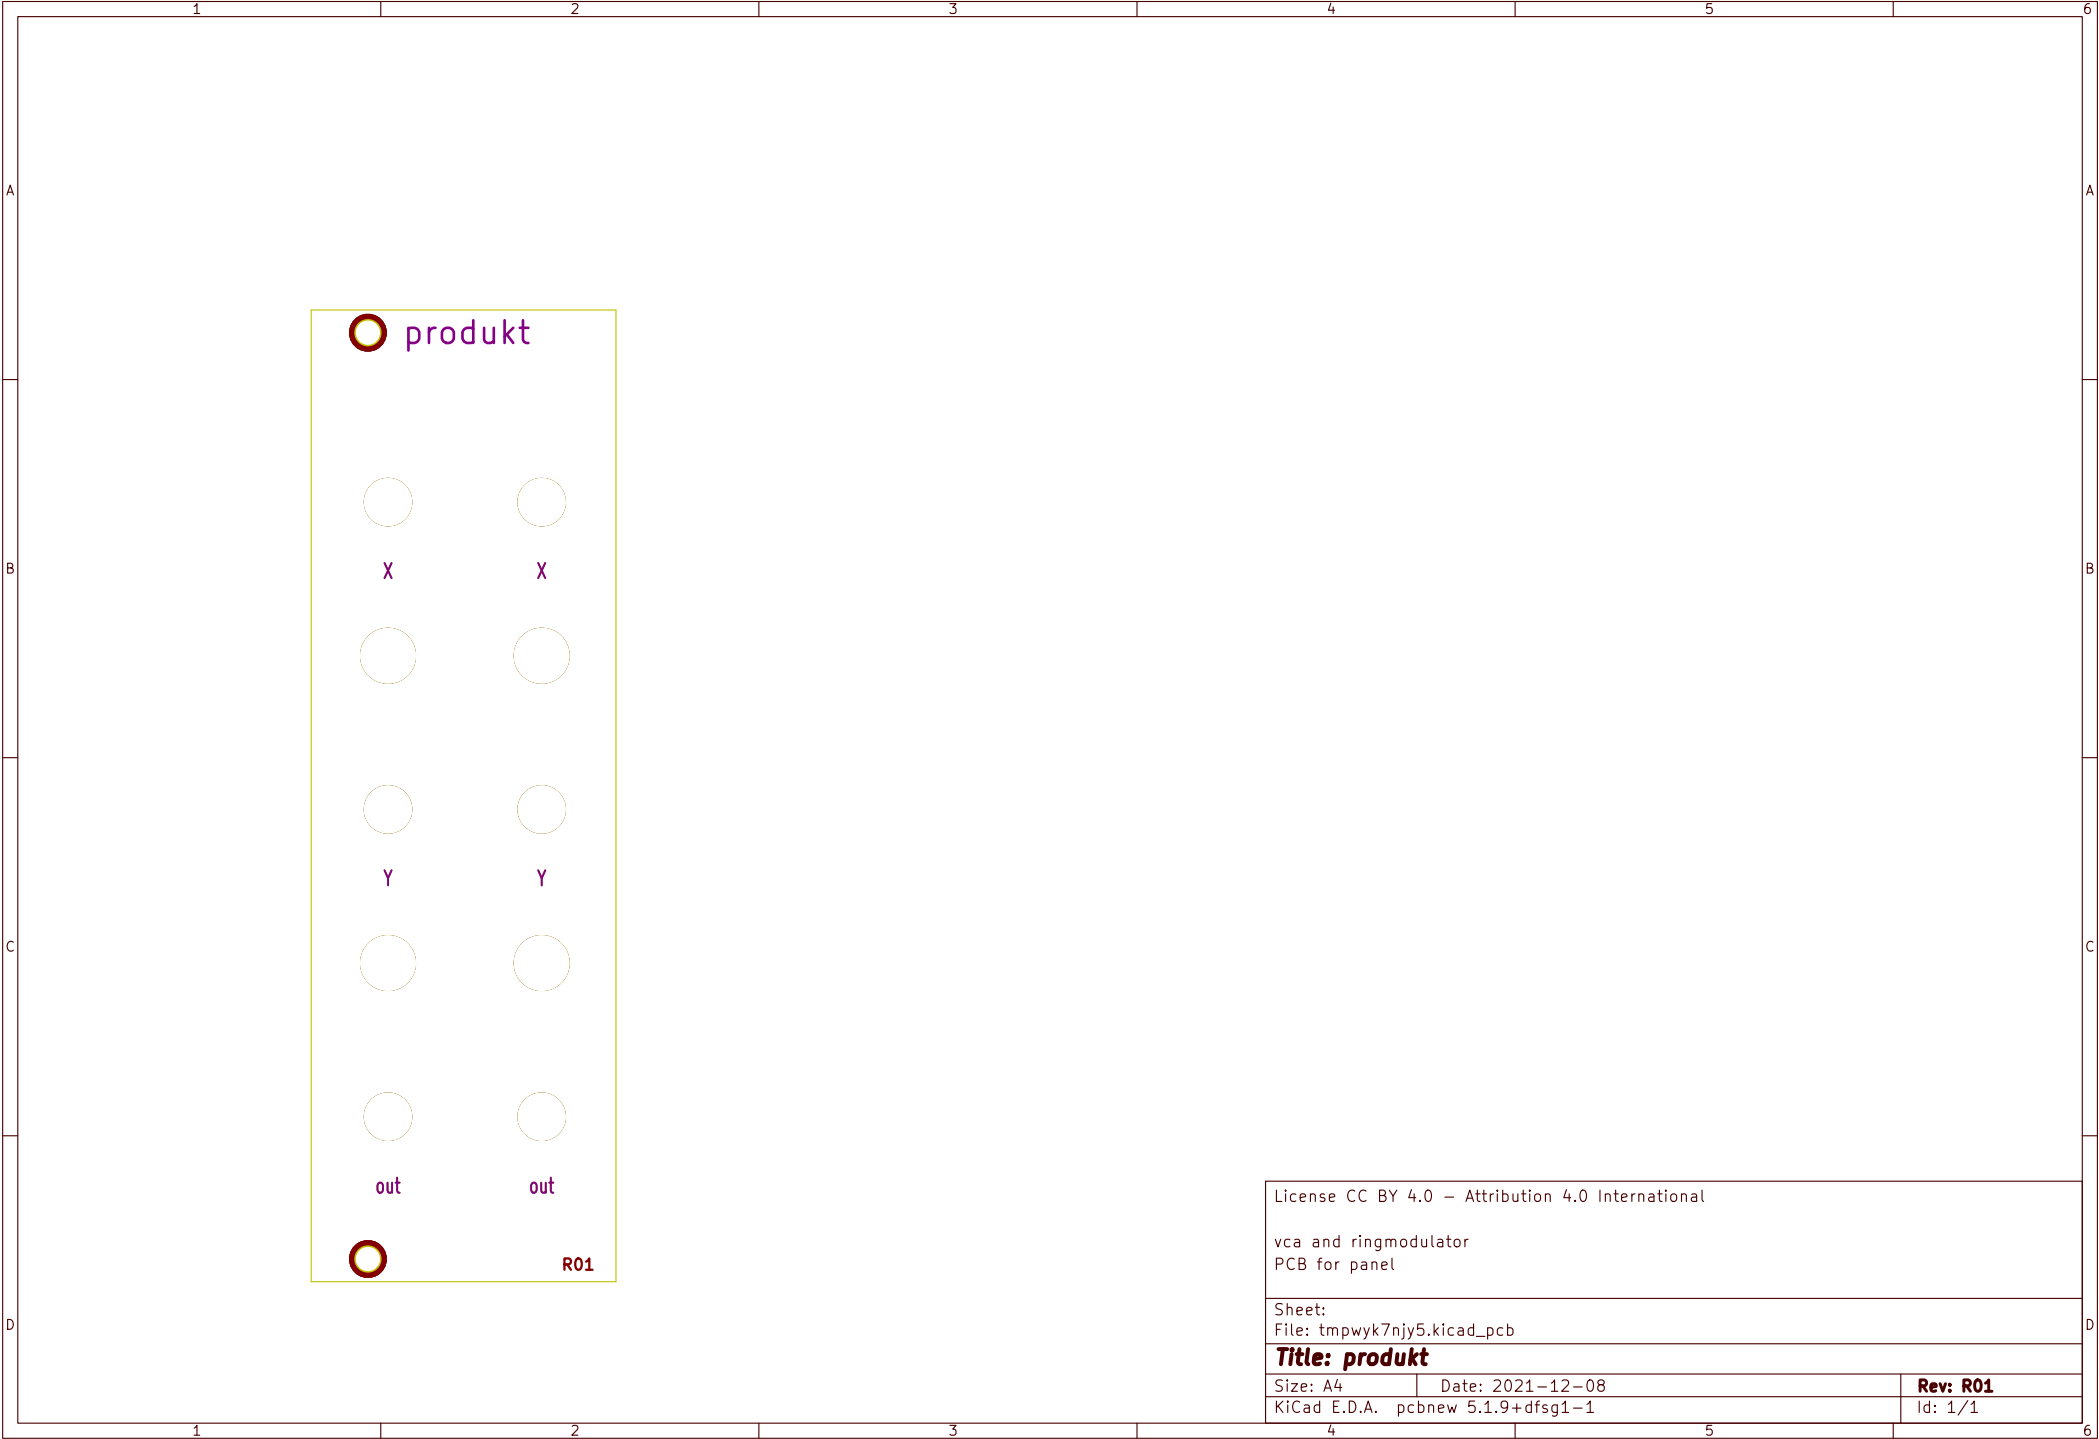 1 2 3 4 5 6
A A
produkt
B B
X X
C C
Y Y
out out
R01
D D
License CC BY 4.0 – Attribution 4.0 International
vca and ringmodulator
PCB for panel
Sheet:
File: tmpwyk7njy5.kicad_pcb
Title: produkt
Size: A4 Date: 2021-12-08 Rev: R01
KiCad E.D.A. pcbnew 5.1.9+dfsg1-1 Id: 1/1
1 2 3 4 5 6